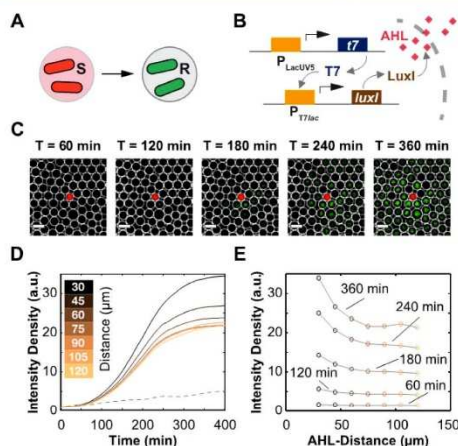 A
S
R
B
AHL
t7
P LacUV5
T7
LuxI
luxI
P T7lac
C
T = 60 min
T = 120 min
T = 180 min
T = 240 min
T = 360 min
D
Intensity Density (a.u.)
30
20
10
0
30
45
60
75
90
105
120
Distance (µm)
0
100
200
300
400
Time (min)
E
Intensity Density (a.u.)
30
20
10
0
360 min
240 min
180 min
120 min
60 min
0
50
100
150
AHL-Distance (µm)